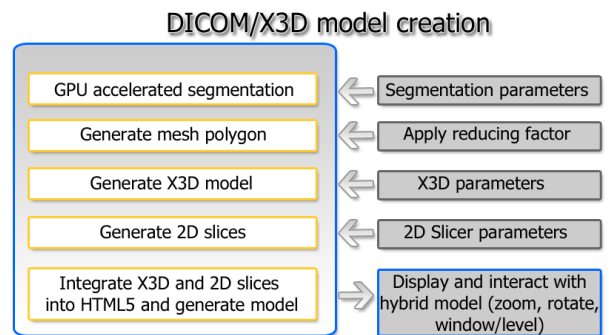 DICOM/X3D model creation
GPU accelerated segmentation
Segmentation parameters
Generate mesh polygon
Apply reducing factor
Generate X3D model
X3D parameters
Generate 2D slices
2D Slicer parameters
Integrate X3D and 2D slices
into HTML5 and generate model
Display and interact with
hybrid model (zoom, rotate,
window/level)